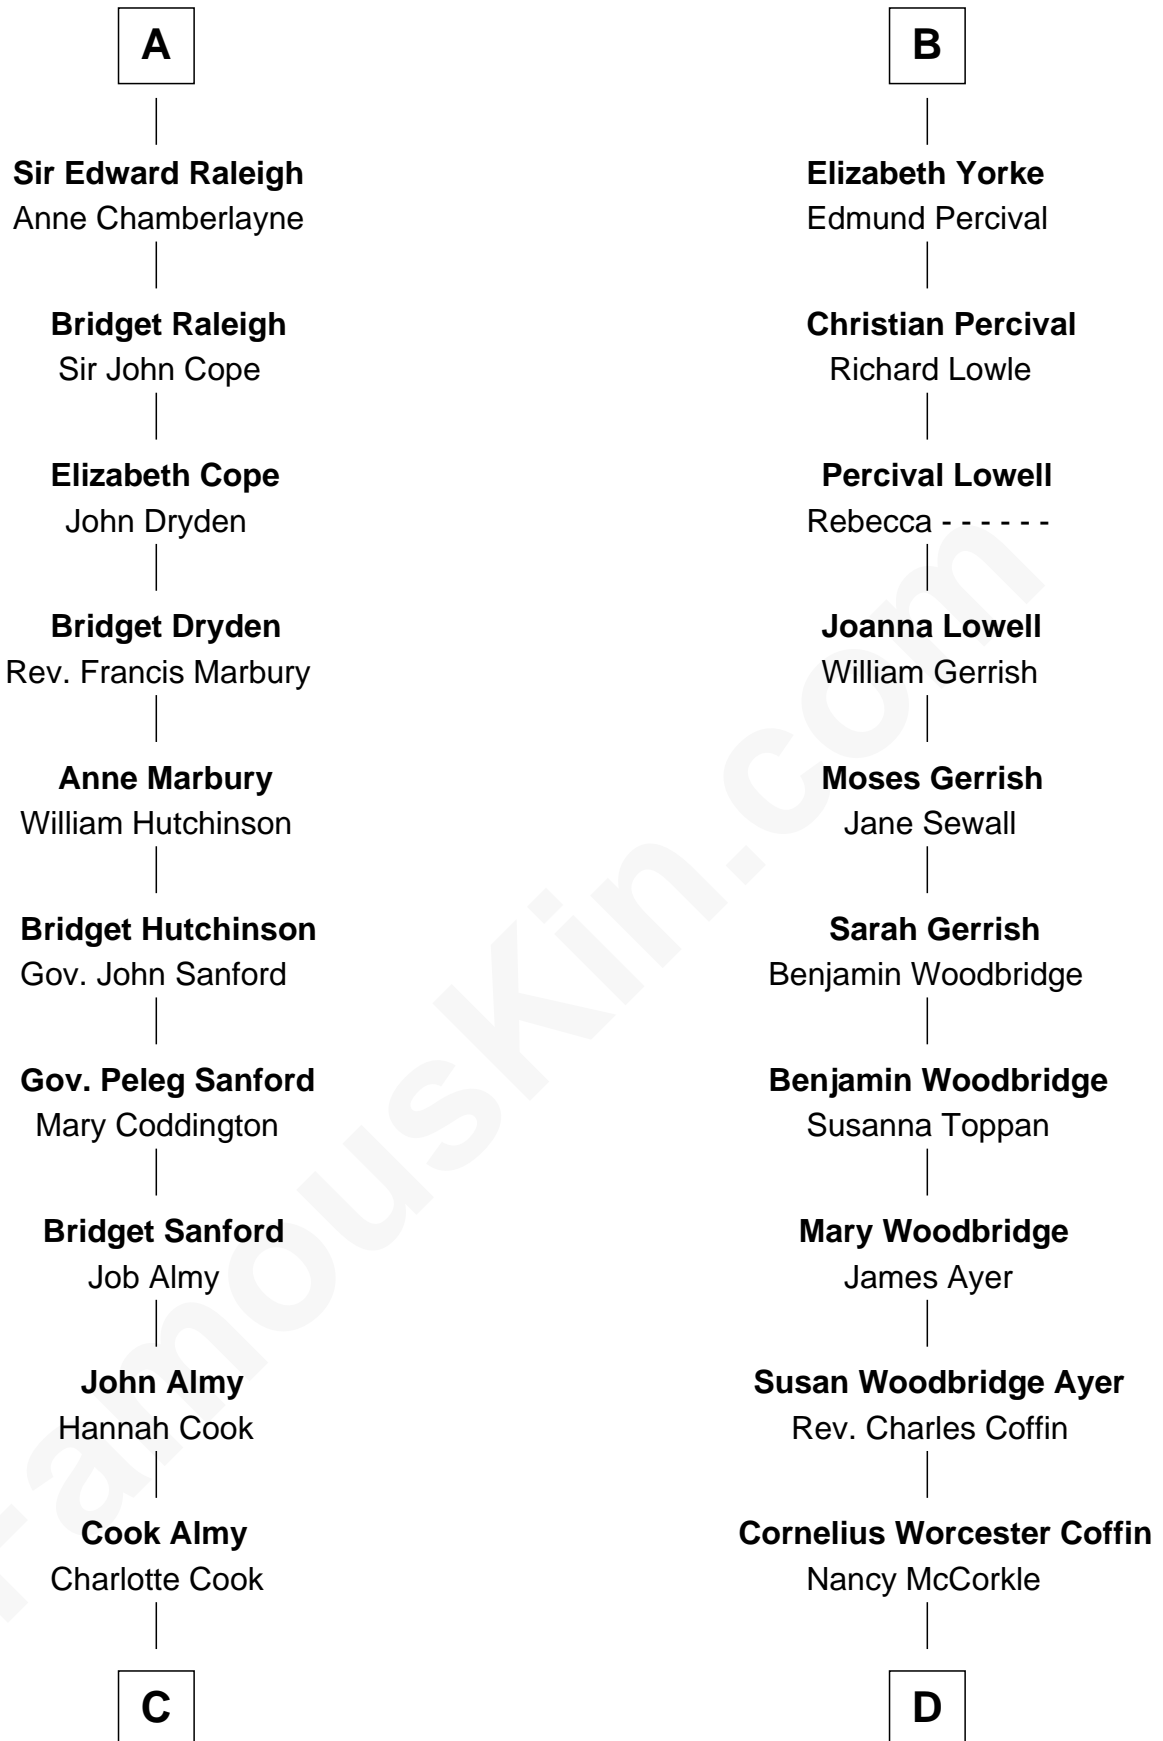 A
Sir Edward Raleigh
Anne Chamberlayne
Bridget Raleigh
Sir John Cope
Elizabeth Cope
John Dryden
Bridget Dryden
Rev. Francis Marbury
Anne Marbury
William Hutchinson
Bridget Hutchinson
Gov. John Sanford
Gov. Peleg Sanford
Mary Coddington
Bridget Sanford
Job Almy
John Almy
Hannah Cook
Cook Almy
Charlotte Cook
C
B
Elizabeth Yorke
Edmund Percival
Christian Percival
Richard Lowle
Percival Lowell
Rebecca - - - - - -
Joanna Lowell
William Gerrish
Moses Gerrish
Jane Sewall
Sarah Gerrish
Benjamin Woodbridge
Benjamin Woodbridge
Susanna Toppan
Mary Woodbridge
James Ayer
Susan Woodbridge Ayer
Rev. Charles Coffin
Cornelius Worcester Coffin
Nancy McCorkle
D
FamousKin.com